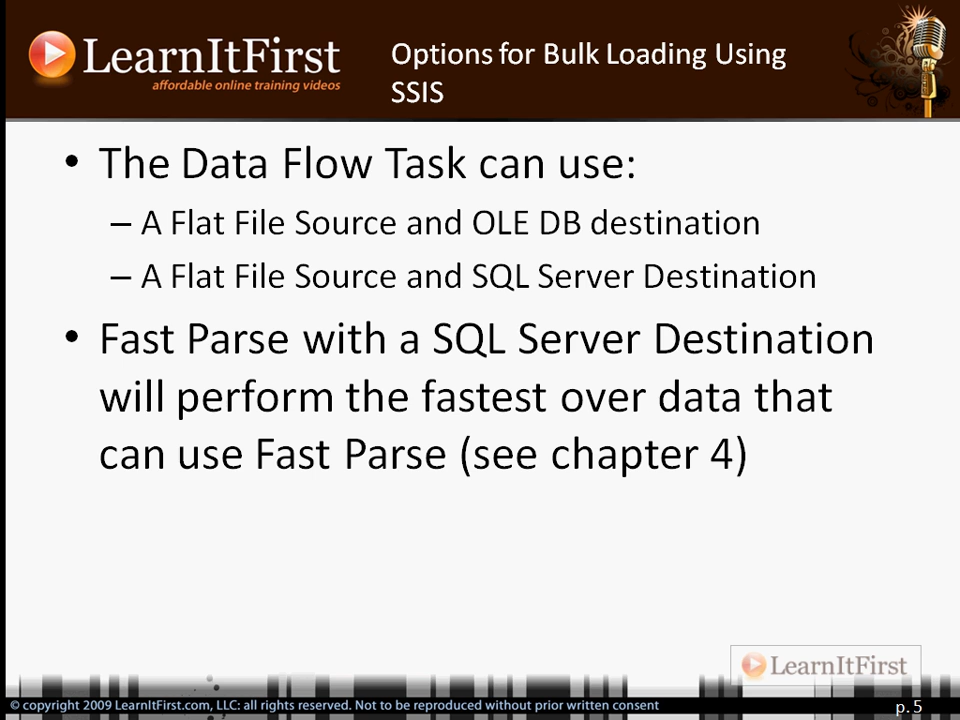 LearnItFirst
affordable online training videos
Options for Bulk Loading Using
SSIS
• The Data Flow Task can use:
– A Flat File Source and OLE DB destination
– A Flat File Source and SQL Server Destination
• Fast Parse with a SQL Server Destination
will perform the fastest over data that
can use Fast Parse (see chapter 4)
LearnItFirst
© copyright 2009 LearnItFirst.com, LLC: all rights reserved. Not to be reproduced without prior written consent
p. 5